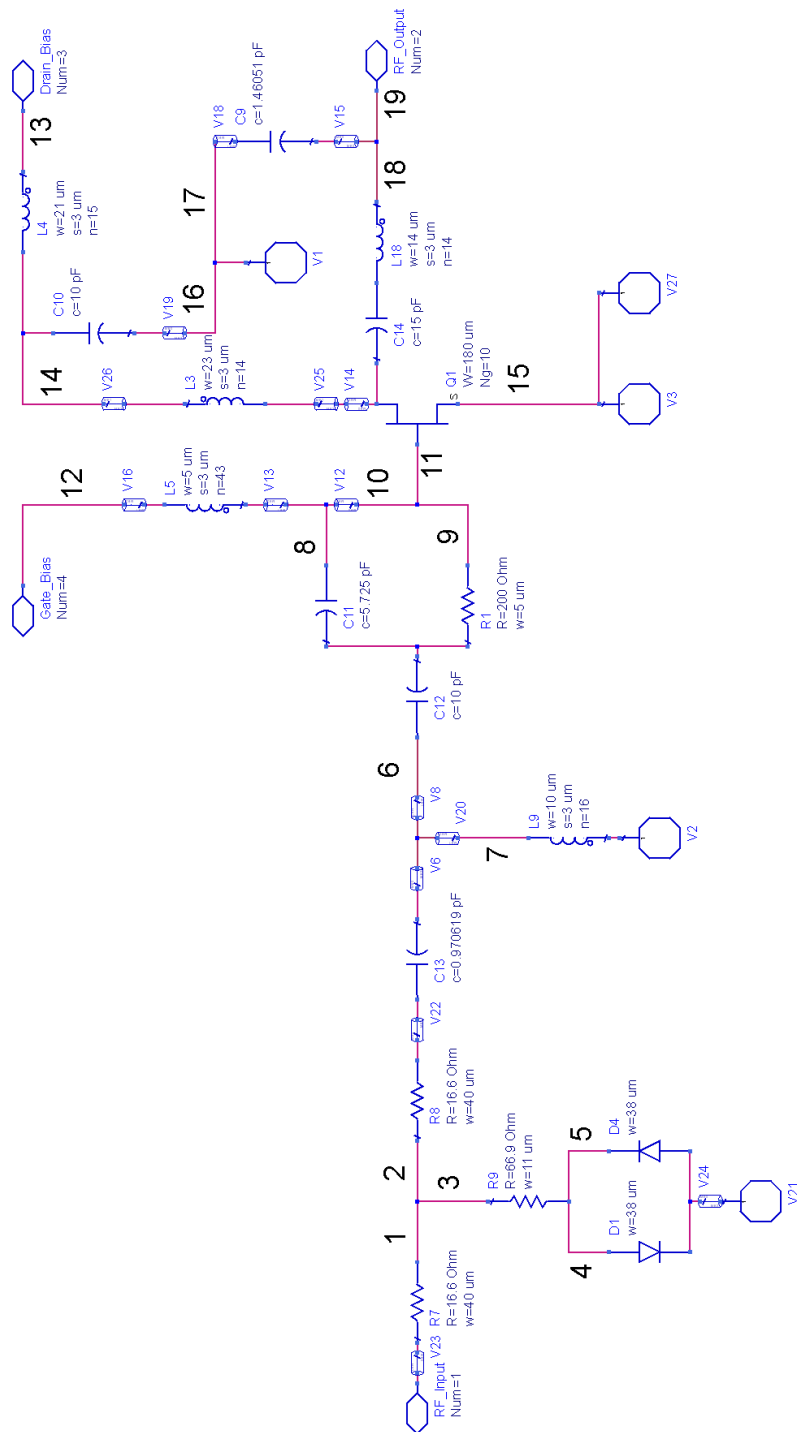 Drain_Bias
Num=3
13
L4
w=21 um
s=3 um
n=15
C10
c=10 pF
V19
16
17
V18
C9
c=1.46051 pF
V15
RF_Output
Num=2
19
18
L18
w=14 um
s=3 um
n=14
C14
c=15 pF
V1
14
V26
L3
w=23 um
s=3 um
n=14
V25
V14
S
Q1
W=180 um
Ng=10
15
V27
V3
Gate_Bias
Num=4
12
V16
L5
w=5 um
s=3 um
n=43
V13
V12
10
11
8
9
C11
c=5.725 pF
R1
R=200 Ohm
w=5 um
C12
c=10 pF
6
V8
V20
V6
7
L9
w=10 um
s=3 um
n=16
V2
C13
c=0.970619 pF
V22
R8
R=16.6 Ohm
w=40 um
2
3
1
R9
R=66.9 Ohm
w=11 um
5
4
D4
w=38 um
D1
w=38 um
V24
V21
R7
R=16.6 Ohm
w=40 um
V23
RF_Input
Num=1